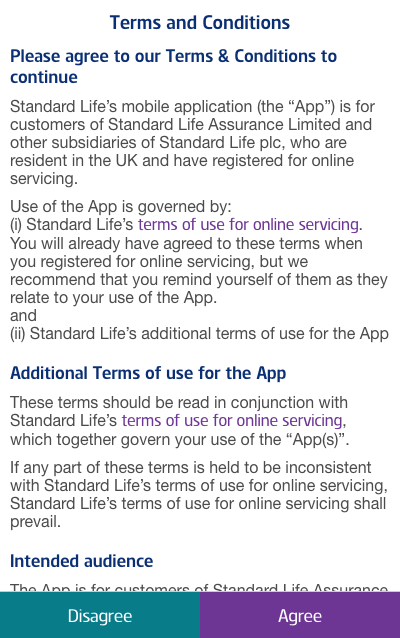 Terms and Conditions
Please agree to our Terms & Conditions to
continue
Standard Life’s mobile application (the “App”) is for
customers of Standard Life Assurance Limited and
other subsidiaries of Standard Life plc, who are
resident in the UK and have registered for online
servicing.
Use of the App is governed by:
(i) Standard Life’s terms of use for online servicing.
You will already have agreed to these terms when
you registered for online servicing, but we
recommend that you remind yourself of them as they
relate to your use of the App.
and
(ii) Standard Life’s additional terms of use for the App
Additional Terms of use for the App
These terms should be read in conjunction with
Standard Life’s terms of use for online servicing,
which together govern your use of the “App(s)”.
If any part of these terms is held to be inconsistent
with Standard Life’s terms of use for online servicing,
Standard Life’s terms of use for online servicing shall
prevail.
Intended audience
The App is for customers of Standard Life Assurance
Disagree
Agree